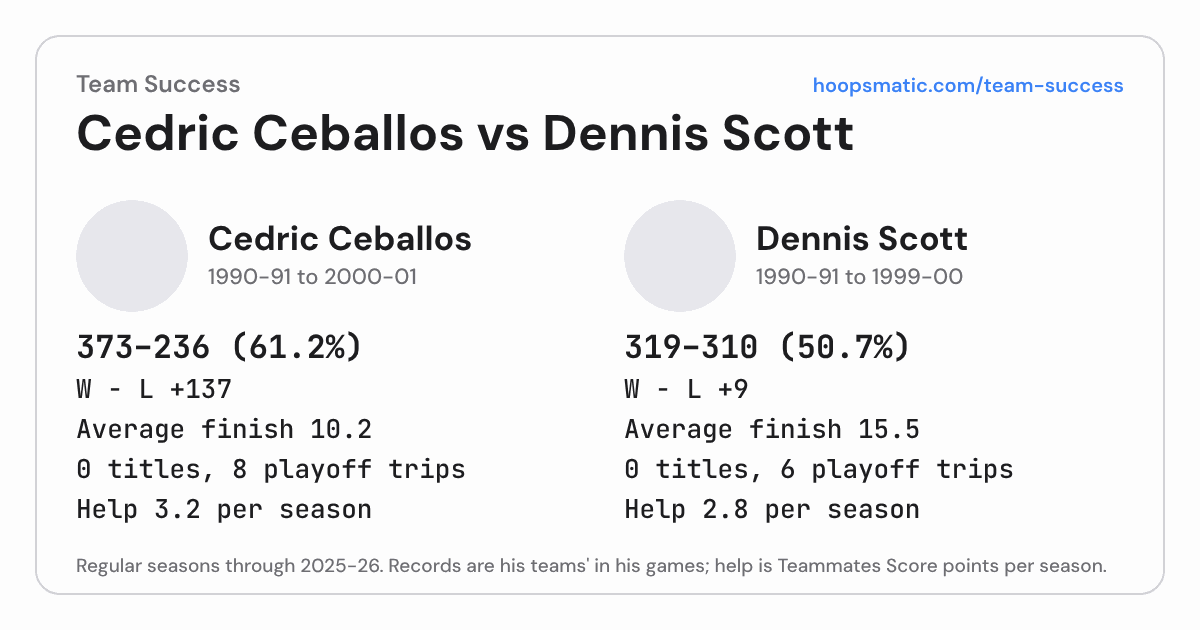 Team Success
hoopsmatic.com/team-success
Cedric Ceballos vs Dennis Scott
Cedric Ceballos
1990-91 to 2000-01
373-236 (61.2%)
W - L +137
Average finish 10.2
0 titles, 8 playoff trips
Help 3.2 per season
Dennis Scott
1990-91 to 1999-00
319-310 (50.7%)
W - L +9
Average finish 15.5
0 titles, 6 playoff trips
Help 2.8 per season
Regular seasons through 2025-26. Records are his teams' in his games; help is Teammates Score points per season.